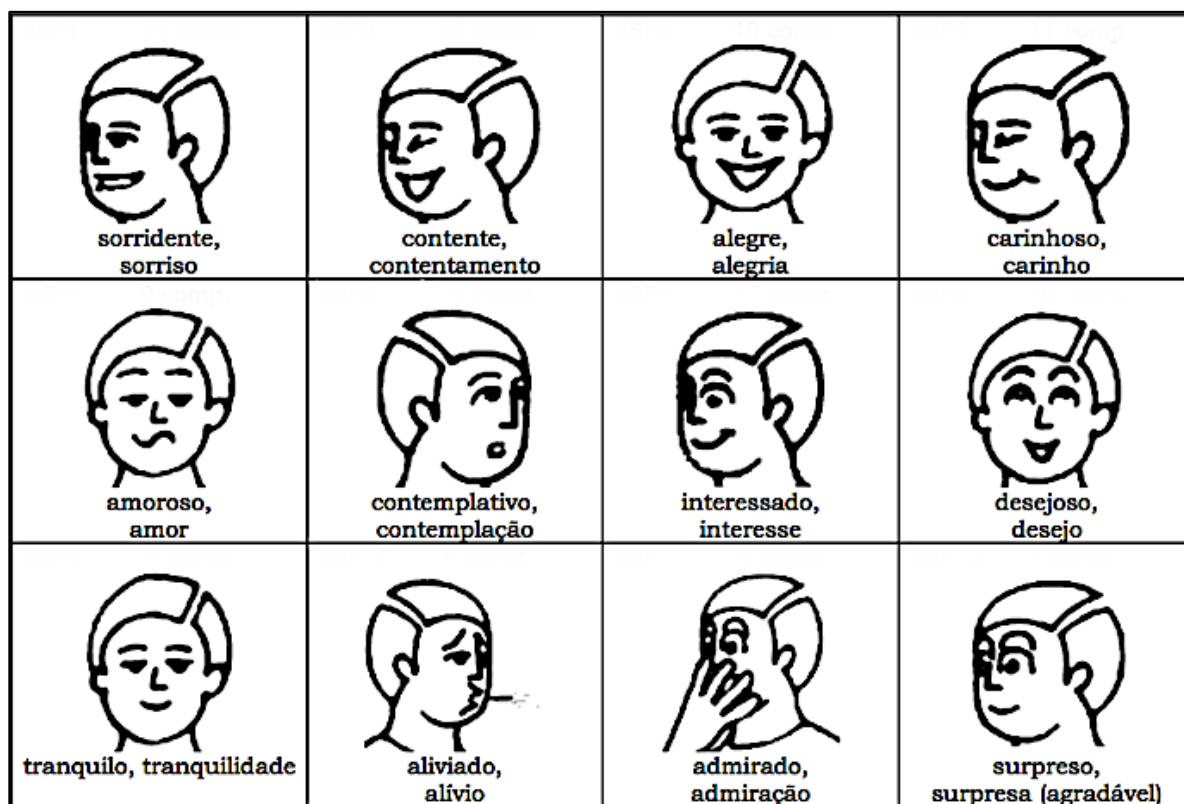 sorridente,
sorriso
contente,
contentamento
alegre,
alegria
carinhoso,
carinho
amoroso,
amor
contemplativo,
contemplação
interessado,
interesse
desejoso,
desejo
tranquilo, tranquilidade
aliviado,
alívio
admirado,
admiração
surpreso,
surpresa (agradável)